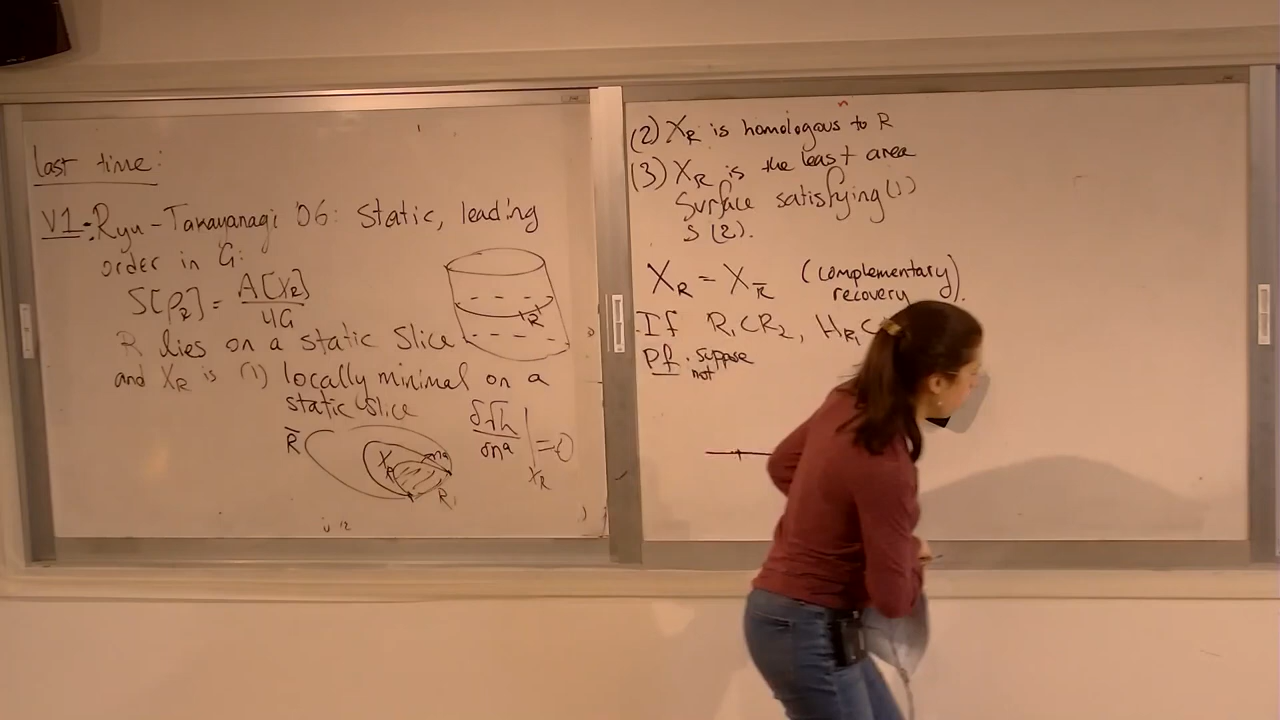 last time:
V1: Ryu-Takayanagi '06: Static, leading
order in G:
S[ρ_R] = A[X_R] / 4G
R
R lies on a static slice
and X_R is (1) locally minimal on a
static slice
δ√h / δn^a | = 0
X_R
R̄
X_R
n^a
R
(2) X_R is homologous to R
(3) X_R is the least area
Surface satisfying (1)
& (2).
X_R = X_R̄ (complementary
recovery).
If R_1 ⊂ R_2, H_R_1 ⊂
Pf: suppose
not